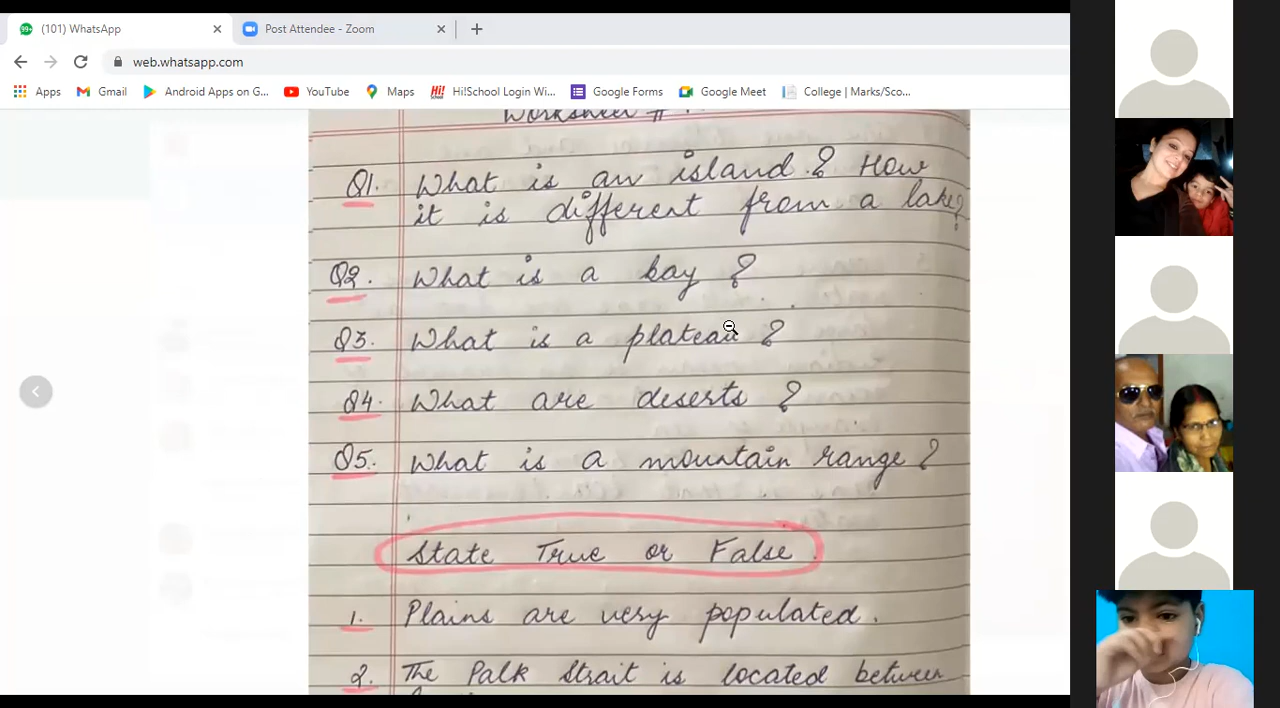 99+ (101) WhatsApp
Post Attendee - Zoom
web.whatsapp.com
Apps Gmail Android Apps on G... YouTube Maps Hi! Hi!School Login Wi... Google Forms Google Meet College | Marks/Sco...
Worksheet #
Q1. What is an island? How
it is different from a lake?
Q2. What is a bay ?
Q3. What is a plateau ?
Q4. What are deserts ?
Q5. What is a mountain range ?
State True or False.
1. Plains are very populated.
2. The Palk Strait is located between